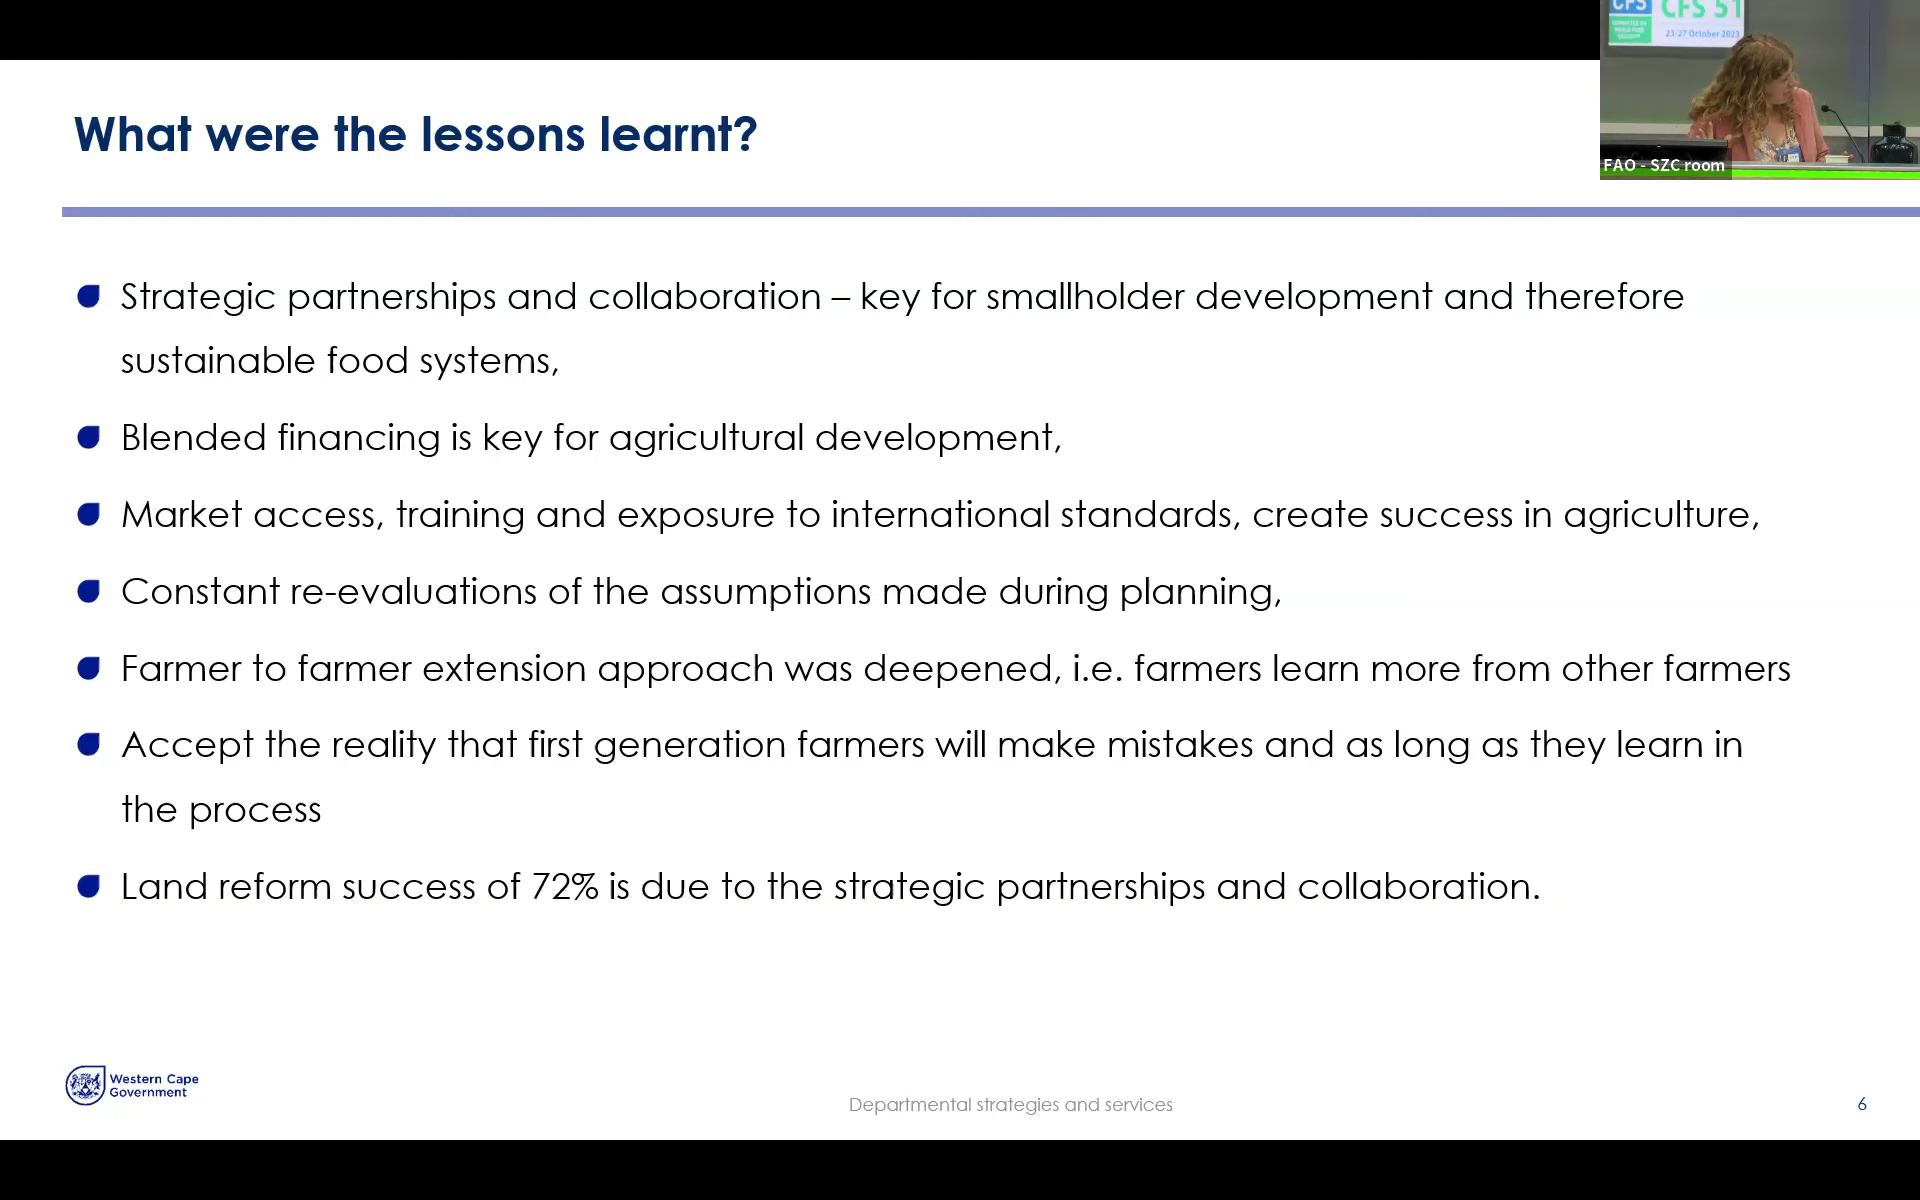 CFS
CFS 51
23-27 October 2023
FAO - SZC room
What were the lessons learnt?
Strategic partnerships and collaboration – key for smallholder development and therefore
sustainable food systems,
Blended financing is key for agricultural development,
Market access, training and exposure to international standards, create success in agriculture,
Constant re-evaluations of the assumptions made during planning,
Farmer to farmer extension approach was deepened, i.e. farmers learn more from other farmers
Accept the reality that first generation farmers will make mistakes and as long as they learn in
the process
Land reform success of 72% is due to the strategic partnerships and collaboration.
Western Cape
Government
Departmental strategies and services
6